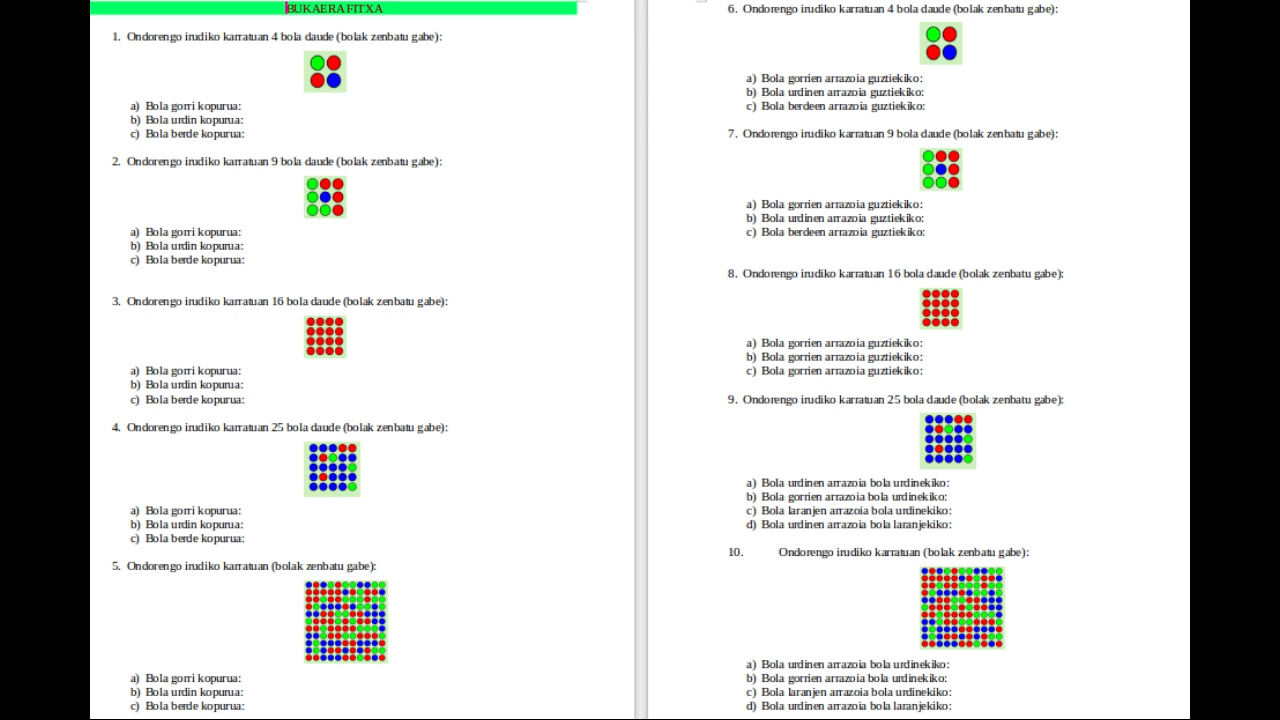 BUKAERA FITXA
1. Ondorengo irudiko karratuan 4 bola daude (bolak zenbatu gabe):
a) Bola gorri kopurua:
b) Bola urdin kopurua:
c) Bola berde kopurua:
2. Ondorengo irudiko karratuan 9 bola daude (bolak zenbatu gabe):
a) Bola gorri kopurua:
b) Bola urdin kopurua:
c) Bola berde kopurua:
3. Ondorengo irudiko karratuan 16 bola daude (bolak zenbatu gabe):
a) Bola gorri kopurua:
b) Bola urdin kopurua:
c) Bola berde kopurua:
4. Ondorengo irudiko karratuan 25 bola daude (bolak zenbatu gabe):
a) Bola gorri kopurua:
b) Bola urdin kopurua:
c) Bola berde kopurua:
5. Ondorengo irudiko karratuan (bolak zenbatu gabe):
a) Bola gorri kopurua:
b) Bola urdin kopurua:
c) Bola berde kopurua:
6. Ondorengo irudiko karratuan 4 bola daude (bolak zenbatu gabe):
a) Bola gorrien arrazoia guztiekiko:
b) Bola urdinen arrazoia guztiekiko:
c) Bola berdeen arrazoia guztiekiko:
7. Ondorengo irudiko karratuan 9 bola daude (bolak zenbatu gabe):
a) Bola gorrien arrazoia guztiekiko:
b) Bola urdinen arrazoia guztiekiko:
c) Bola berdeen arrazoia guztiekiko:
8. Ondorengo irudiko karratuan 16 bola daude (bolak zenbatu gabe):
a) Bola gorrien arrazoia guztiekiko:
b) Bola gorrien arrazoia guztiekiko:
c) Bola gorrien arrazoia guztiekiko:
9. Ondorengo irudiko karratuan 25 bola daude (bolak zenbatu gabe):
a) Bola urdinen arrazoia bola urdinekiko:
b) Bola gorrien arrazoia bola urdinekiko:
c) Bola laranjen arrazoia bola urdinekiko:
d) Bola urdinen arrazoia bola laranjekiko:
10. Ondorengo irudiko karratuan (bolak zenbatu gabe):
a) Bola urdinen arrazoia bola urdinekiko:
b) Bola gorrien arrazoia bola urdinekiko:
c) Bola laranjen arrazoia bola urdinekiko:
d) Bola urdinen arrazoia bola laranjekiko: